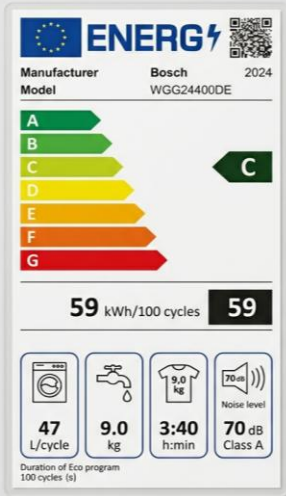 ENERG
Manufacturer Bosch 2024
Model WGG24400DE
A
B
C
C
D
E
F
G
59 kWh/100 cycles 59
9,0 kg
70dB
Noise level
47 9.0 3:40 70 dB
L/cycle kg h:min Class A
Duration of Eco program
100 cycles (s)